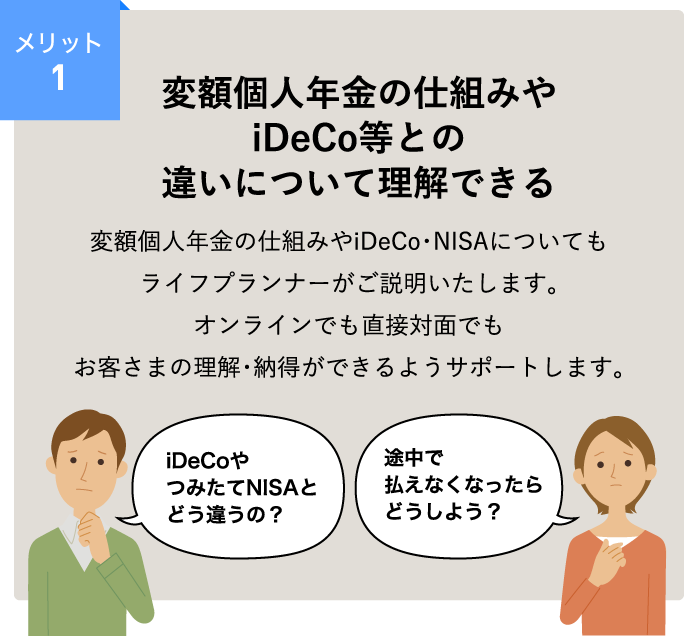 メリット
1
変額個人年金の仕組みや
iDeCo等との
違いについて理解できる
変額個人年金の仕組みやiDeCo・NISAについても
ライフプランナーがご説明いたします。
オンラインでも直接対面でも
お客さまの理解・納得ができるようサポートします。
iDeCoや
つみたてNISAと
どう違うの？
途中で
払えなくなったら
どうしよう？